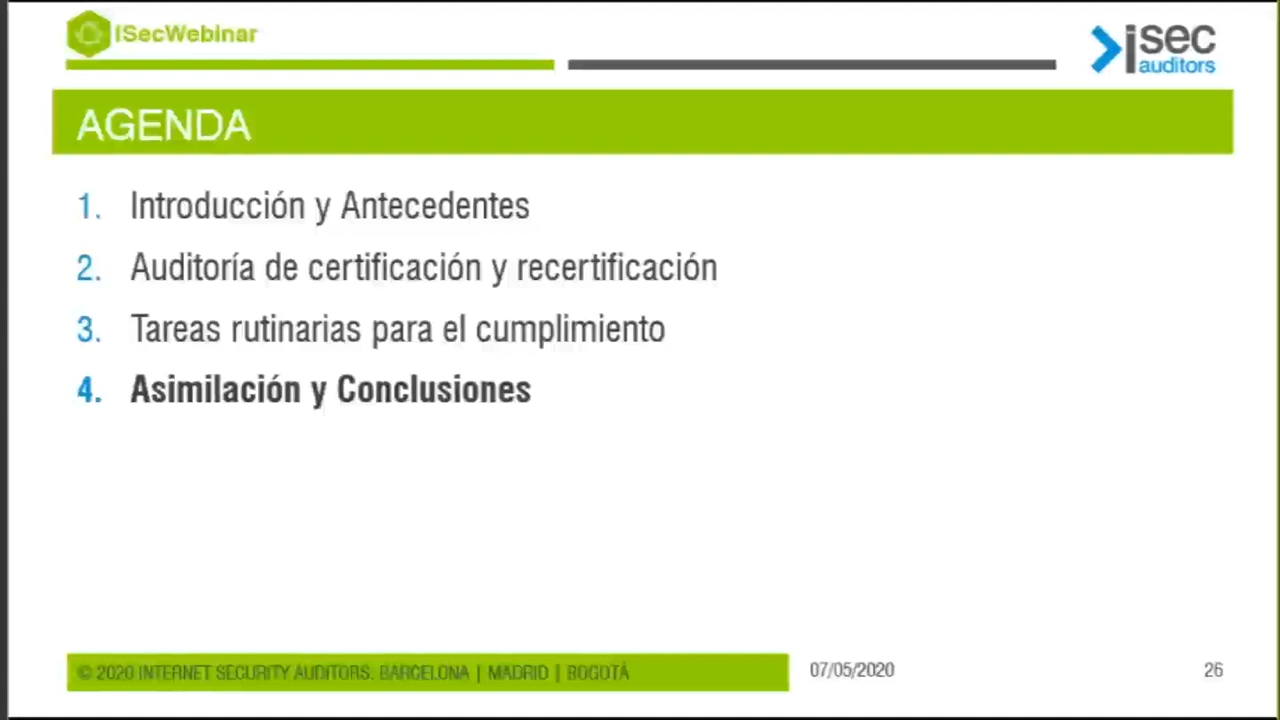 ISecWebinar
isec
auditors
AGENDA
1. Introducción y Antecedentes
2. Auditoría de certificación y recertificación
3. Tareas rutinarias para el cumplimiento
4. Asimilación y Conclusiones
© 2020 INTERNET SECURITY AUDITORS. BARCELONA | MADRID | BOGOTÁ
07/05/2020
26